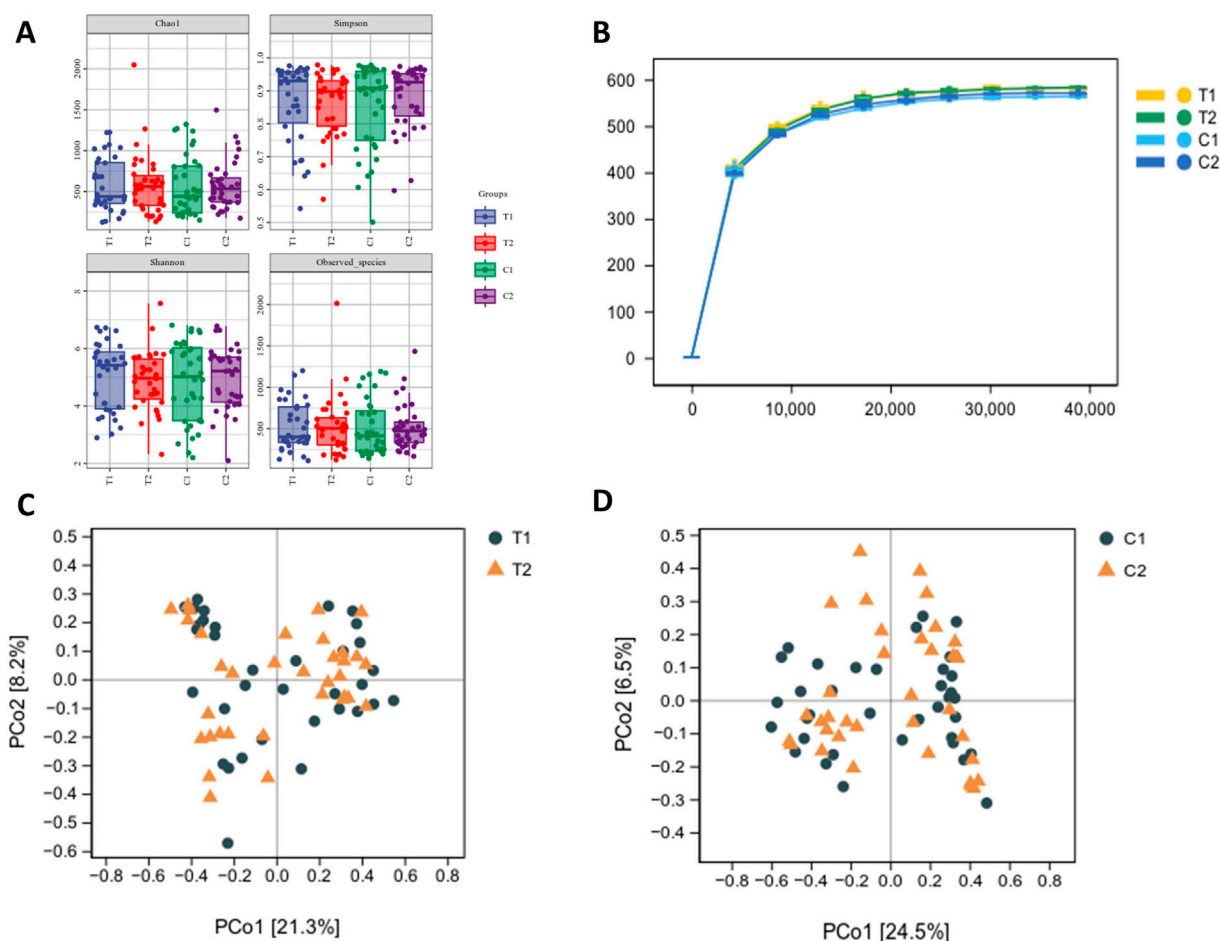 A
Chao1
Simpson
2000
1500
1000
500
1.0
0.9
0.8
0.7
0.6
0.5
T1
T2
C1
C2
T1
T2
C1
C2
Groups
T1
T2
C1
C2
Shannon
Observed_species
8
6
4
2
2000
1500
1000
500
T1
T2
C1
C2
T1
T2
C1
C2
B
600
500
400
300
200
100
0
0 10,000 20,000 30,000 40,000
T1
T2
C1
C2
C
0.5
0.4
0.3
0.2
0.1
0.0
−0.1
−0.2
−0.3
−0.4
−0.5
−0.6
PCo2 [8.2%]
−0.8 −0.6 −0.4 −0.2 0.0 0.2 0.4 0.6 0.8
PCo1 [21.3%]
T1
T2
D
0.5
0.4
0.3
0.2
0.1
0.0
−0.1
−0.2
−0.3
−0.4
PCo2 [6.5%]
−0.8 −0.6 −0.4 −0.2 0.0 0.2 0.4 0.6 0.8
PCo1 [24.5%]
C1
C2